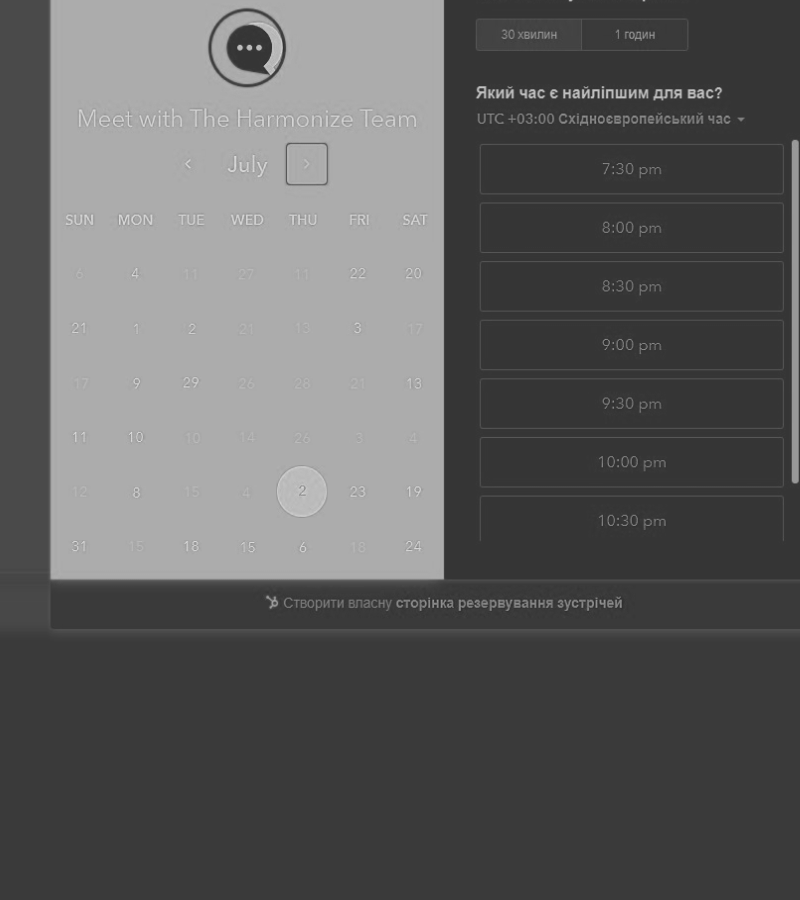 Meet with The Harmonize Team
July
SUN MON TUE WED THU FRI SAT
6 4 11 27 11 22 20
21 1 2 21 13 3 17
17 9 29 26 28 21 13
11 10 10 14 26 3 4
12 8 15 4 2 23 19
31 15 18 15 6 18 24
30 хвилин 1 годин
Який час є найліпшим для вас?
UTC +03:00 Східноєвропейський час
7:30 pm
8:00 pm
8:30 pm
9:00 pm
9:30 pm
10:00 pm
10:30 pm
Створити власну сторінка резервування зустрічей